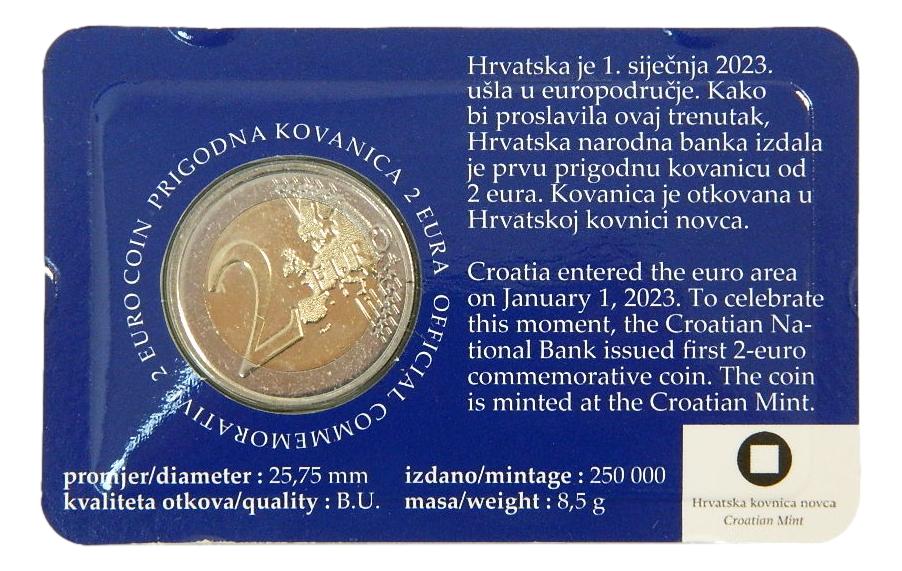 PRIGODNA KOVANICA 2 EURA
OFFICIAL COMMEMORATIVE 2 EURO COIN
2
EURO
Hrvatska je 1. siječnja 2023.
ušla u europodručje. Kako
bi proslavila ovaj trenutak,
Hrvatska narodna banka izdala
je prvu prigodnu kovanicu od
2 eura. Kovanica je otkovana u
Hrvatskoj kovnici novca.
Croatia entered the euro area
on January 1, 2023. To celebrate
this moment, the Croatian Na-
tional Bank issued first 2-euro
commemorative coin. The coin
is minted at the Croatian Mint.
promjer/diameter : 25,75 mm
izdano/mintage : 250 000
kvaliteta otkova/quality : B.U.
masa/weight : 8,5 g
Hrvatska kovnica novca
Croatian Mint